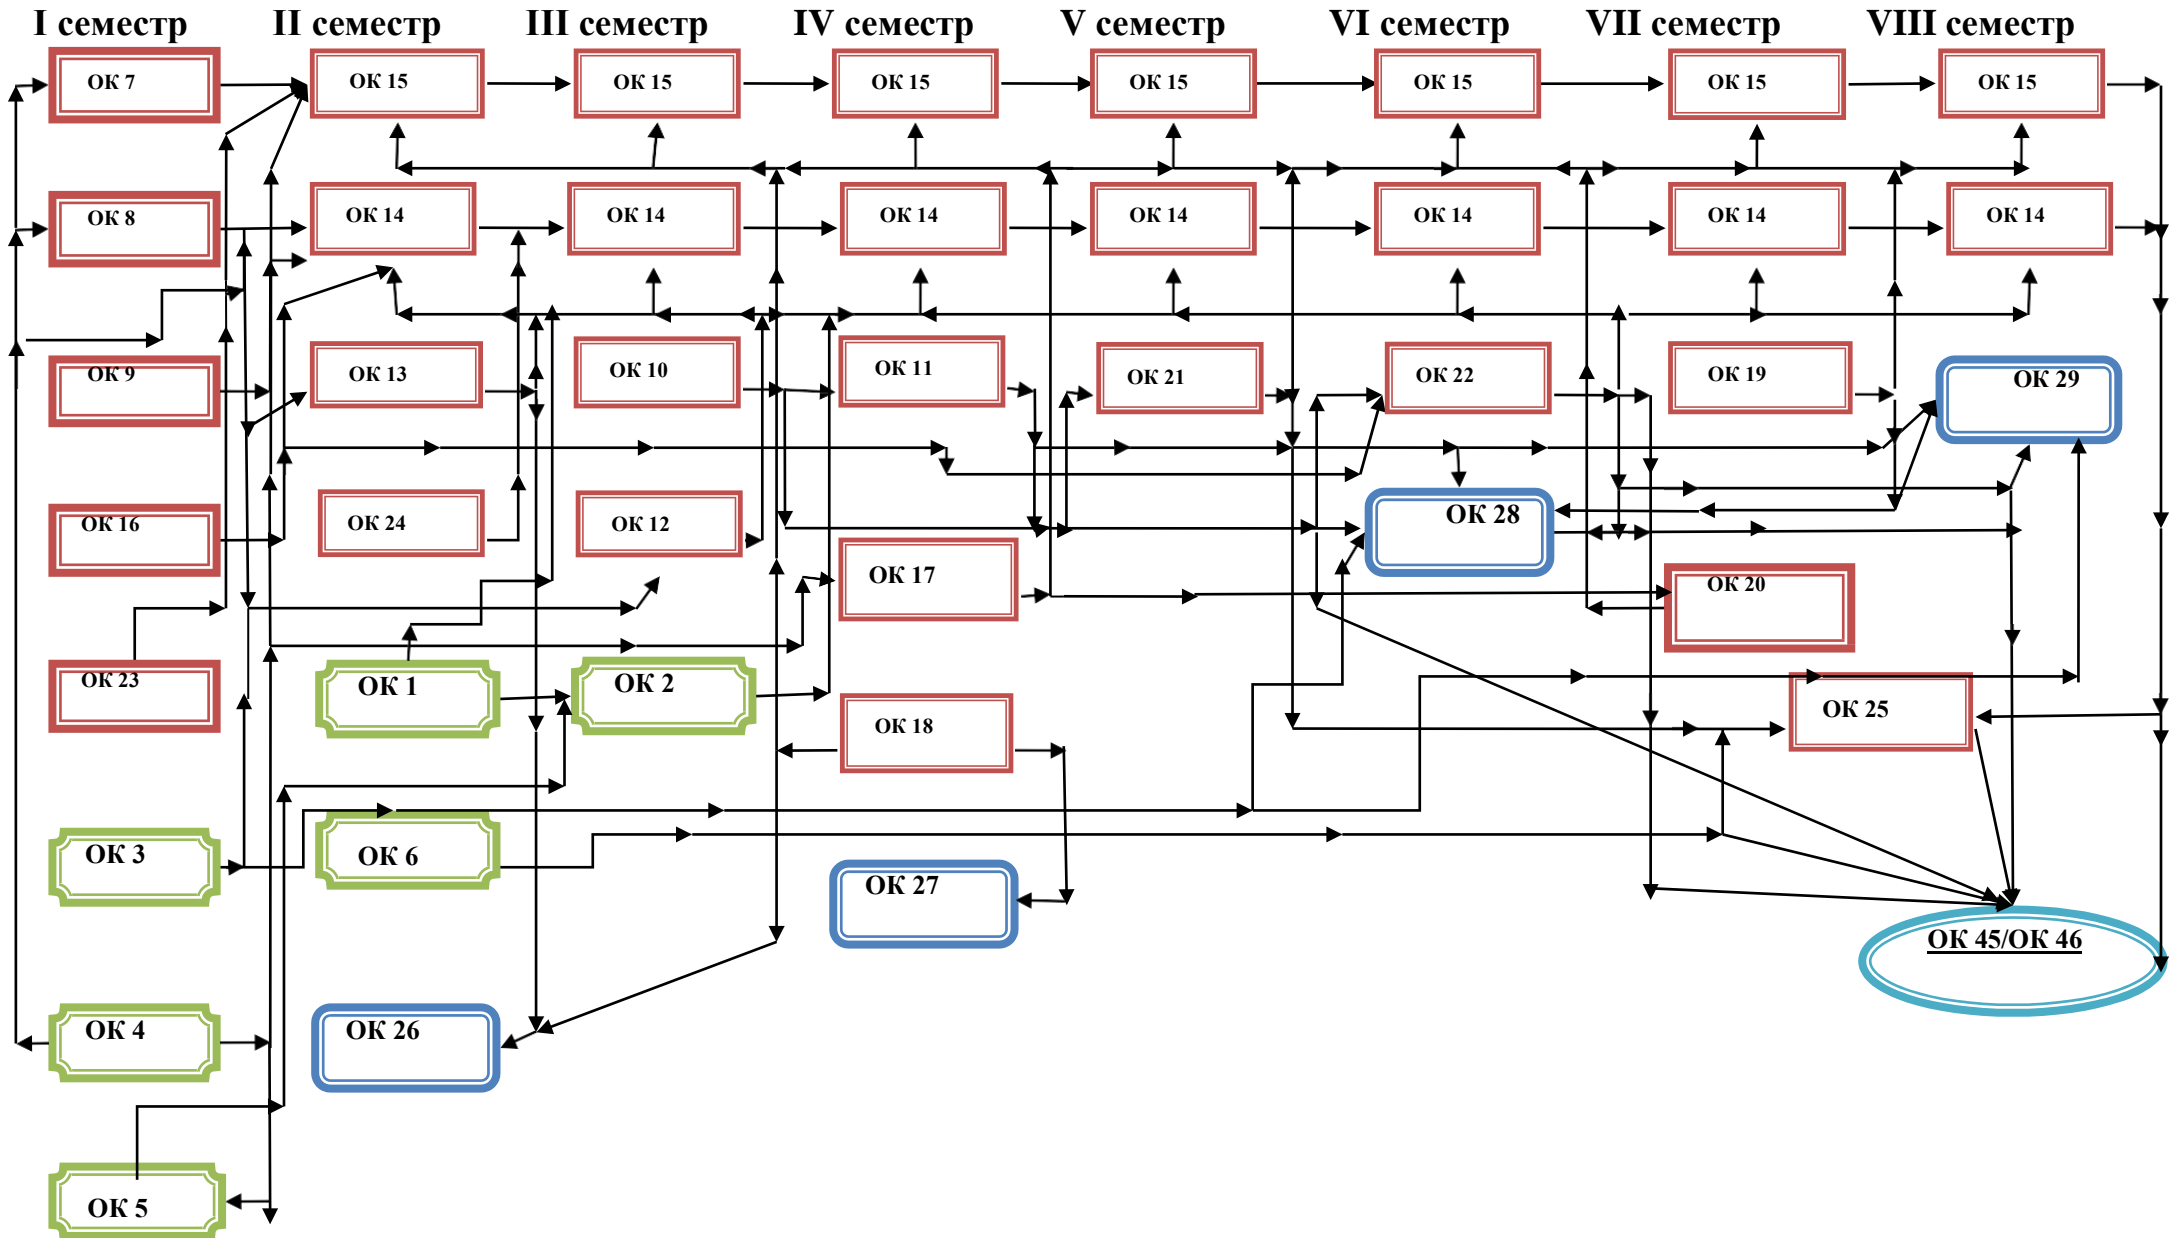 I семестр II семестр III семестр IV семестр V семестр VI семестр VII семестр VIII семестр
ОК 7 ОК 15 ОК 15 ОК 15 ОК 15 ОК 15 ОК 15 ОК 15
ОК 8 ОК 14 ОК 14 ОК 14 ОК 14 ОК 14 ОК 14 ОК 14
ОК 9 ОК 13 ОК 10 ОК 11 ОК 21 ОК 22 ОК 19 ОК 29
ОК 16 ОК 24 ОК 12 ОК 28
ОК 17 ОК 20
ОК 23 ОК 1 ОК 2
ОК 18 ОК 25
ОК 3 ОК 6
ОК 27
ОК 45/ОК 46
ОК 4 ОК 26
ОК 5